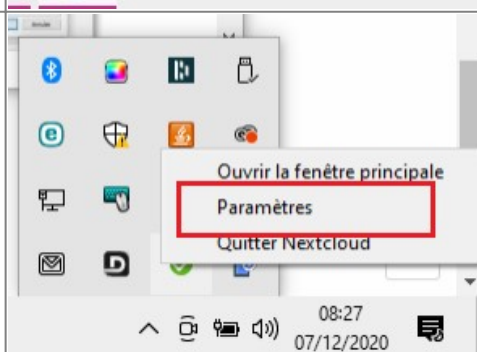 Ouvrir la fenêtre principale
Paramètres
Quitter Nextcloud
08:27
07/12/2020